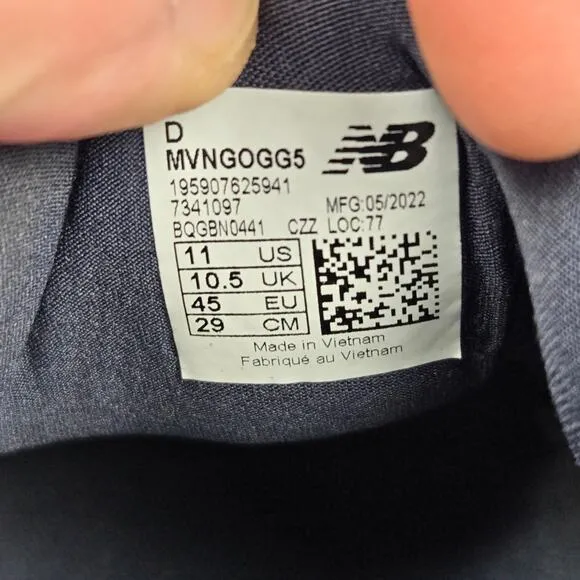 D
MVNGOGG5
NB
195907625941
7341097 MFG:05/2022
BQGBN0441 CZZ LOC:77
11 US
10.5 UK
45 EU
29 CM
Made in Vietnam
Fabriqué au Vietnam